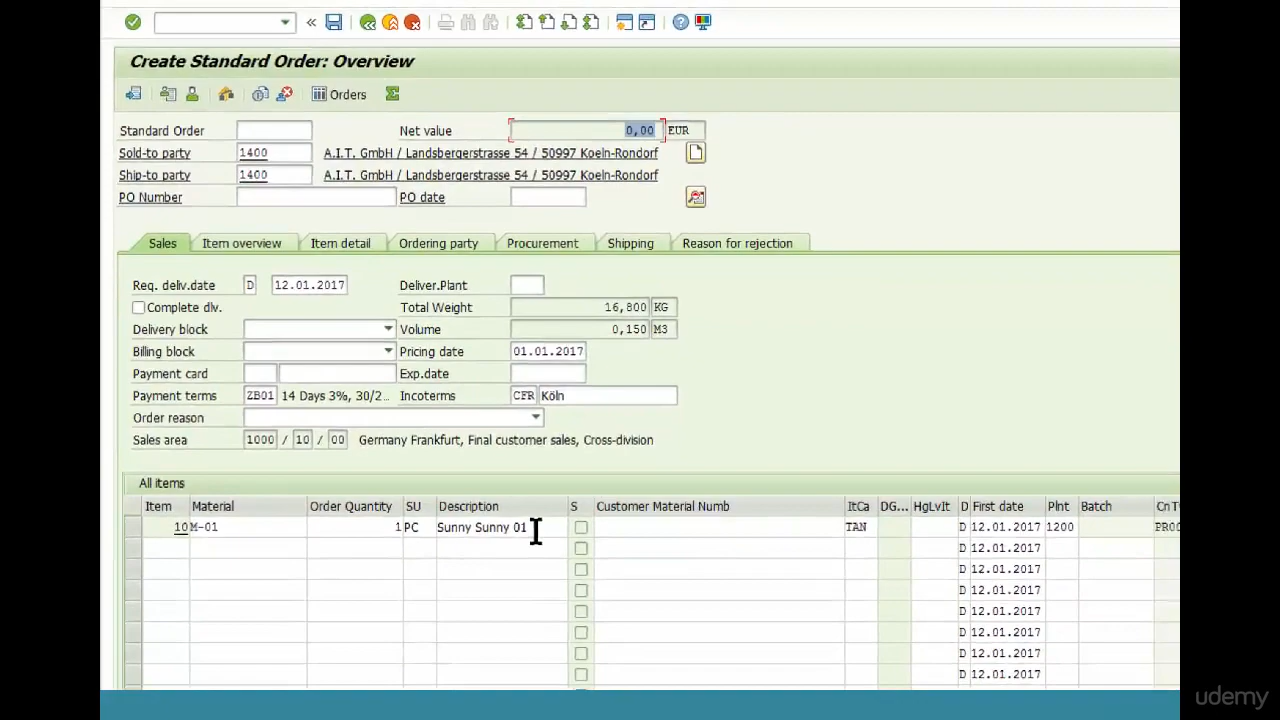 Create Standard Order: Overview
Orders
Standard Order Net value 0,00 EUR
Sold-to party 1400 A.I.T. GmbH / Landsbergerstrasse 54 / 50997 Koeln-Rondorf
Ship-to party 1400 A.I.T. GmbH / Landsbergerstrasse 54 / 50997 Koeln-Rondorf
PO Number PO date
Sales Item overview Item detail Ordering party Procurement Shipping Reason for rejection
Req. deliv.date D 12.01.2017 Deliver.Plant
Complete dlv. Total Weight 16,800 KG
Delivery block Volume 0,150 M3
Billing block Pricing date 01.01.2017
Payment card Exp.date
Payment terms ZB01 14 Days 3%, 30/2... Incoterms CFR Köln
Order reason
Sales area 1000 / 10 / 00 Germany Frankfurt, Final customer sales, Cross-division
All items
Item Material Order Quantity SU Description S Customer Material Numb ItCa DG... HgLvIt D First date Plnt Batch
10 M-01 1 PC Sunny Sunny 01 TAN D 12.01.2017 1200
D 12.01.2017
D 12.01.2017
D 12.01.2017
D 12.01.2017
D 12.01.2017
D 12.01.2017
D 12.01.2017
udemy